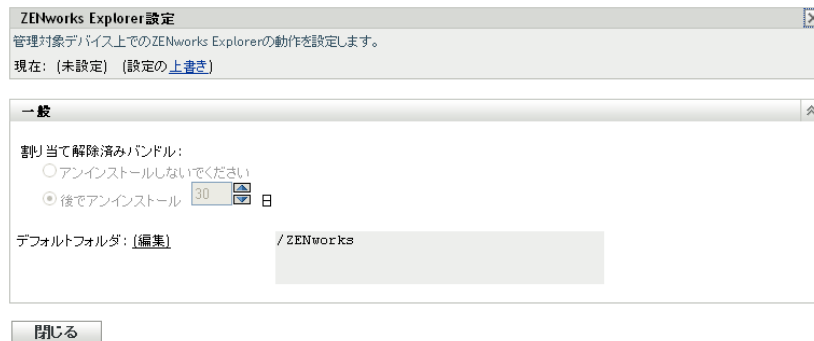 ZENworks Explorer設定
管理対象デバイス上でのZENworks Explorerの動作を設定します。
現在: (未設定) (設定の上書き)
一般
割り当て解除済みバンドル:
アンインストールしないでください
後でアンインストール 30 日
デフォルトフォルダ: (編集) /ZENworks
閉じる